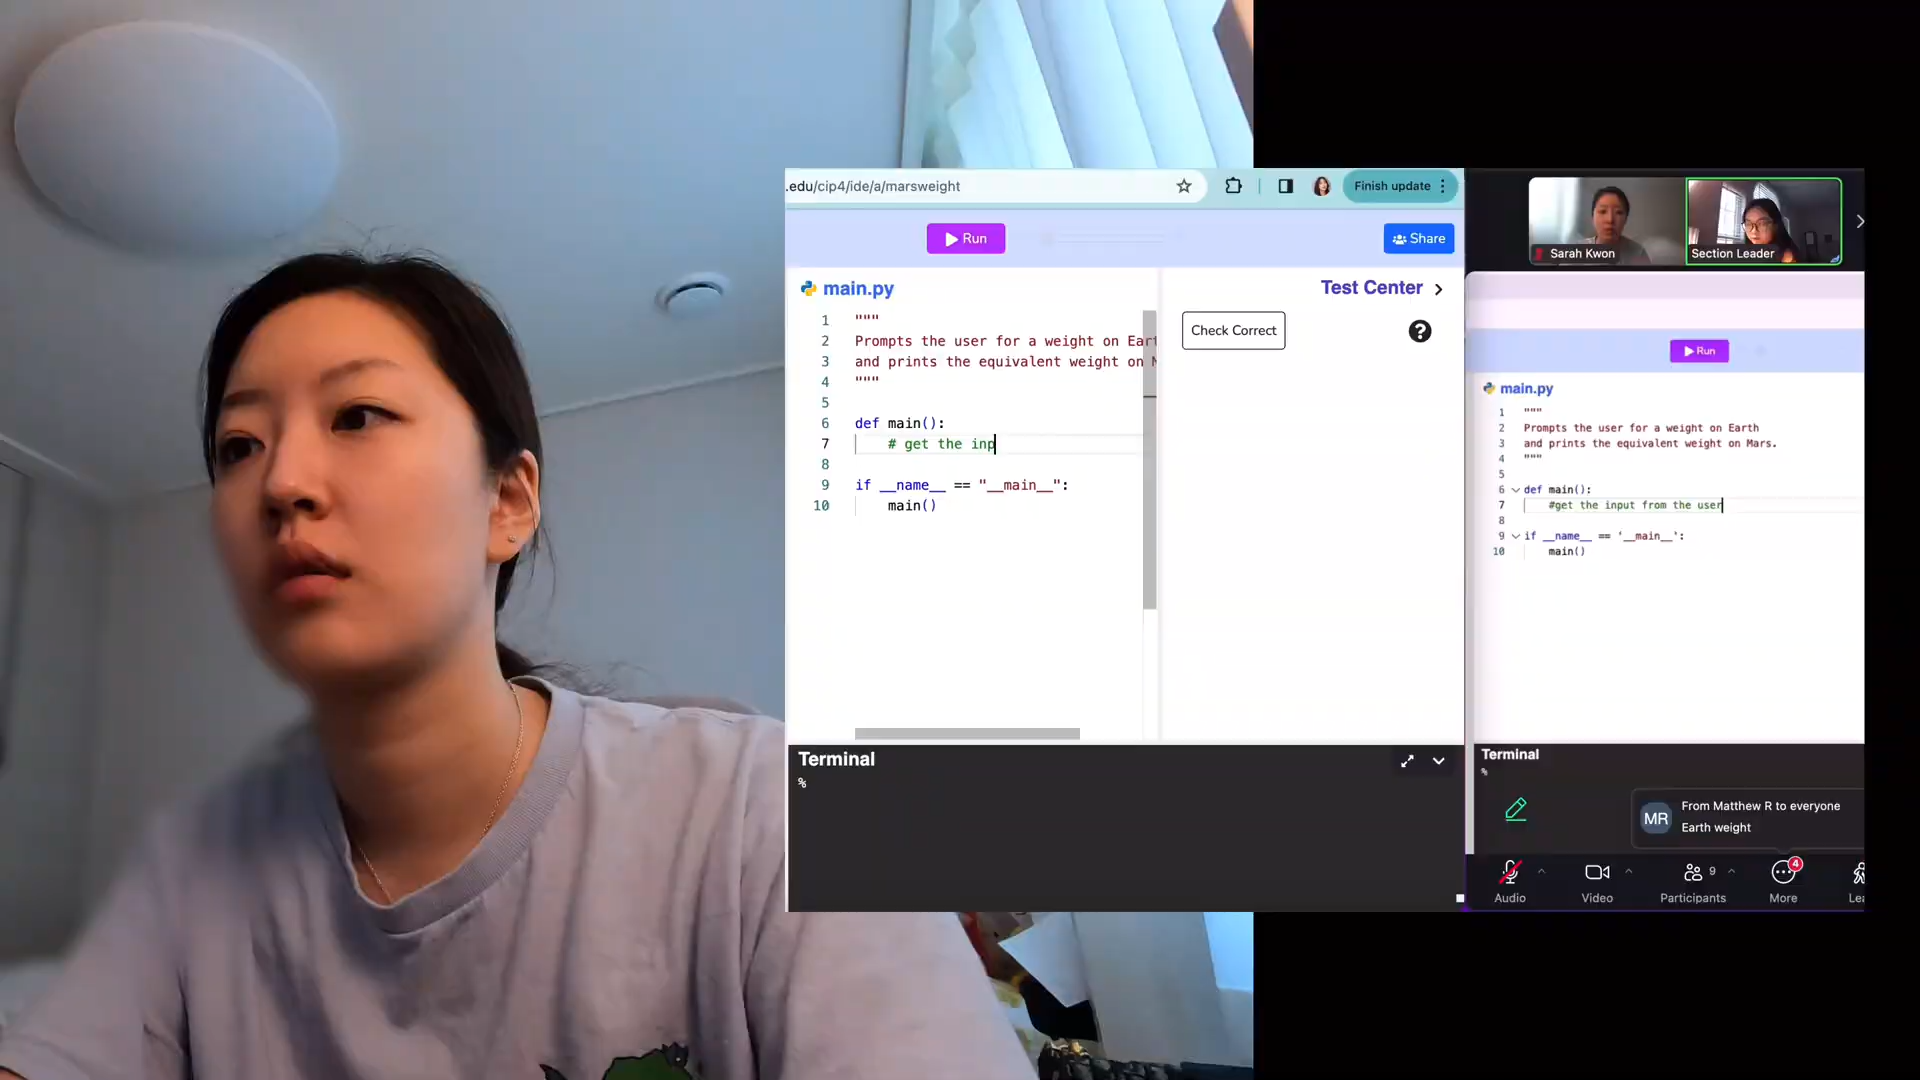 .edu/cip4/ide/a/marsweight
Finish update
Run
Share
main.py
Test Center
Check Correct
1 """
2 Prompts the user for a weight on Eart
3 and prints the equivalent weight on M
4 """
5
6 def main():
7 # get the inp
8
9 if __name__ == "__main__":
10 main()
Terminal
%
Sarah Kwon
Section Leader
Run
main.py
1 """
2 Prompts the user for a weight on Earth
3 and prints the equivalent weight on Mars.
4 """
5
6 def main():
7 #get the input from the user
8
9 if __name__ == '__main__':
10 main()
Terminal
%
MR
From Matthew R to everyone
Earth weight
4
9
Audio
Video
Participants
More
Lea